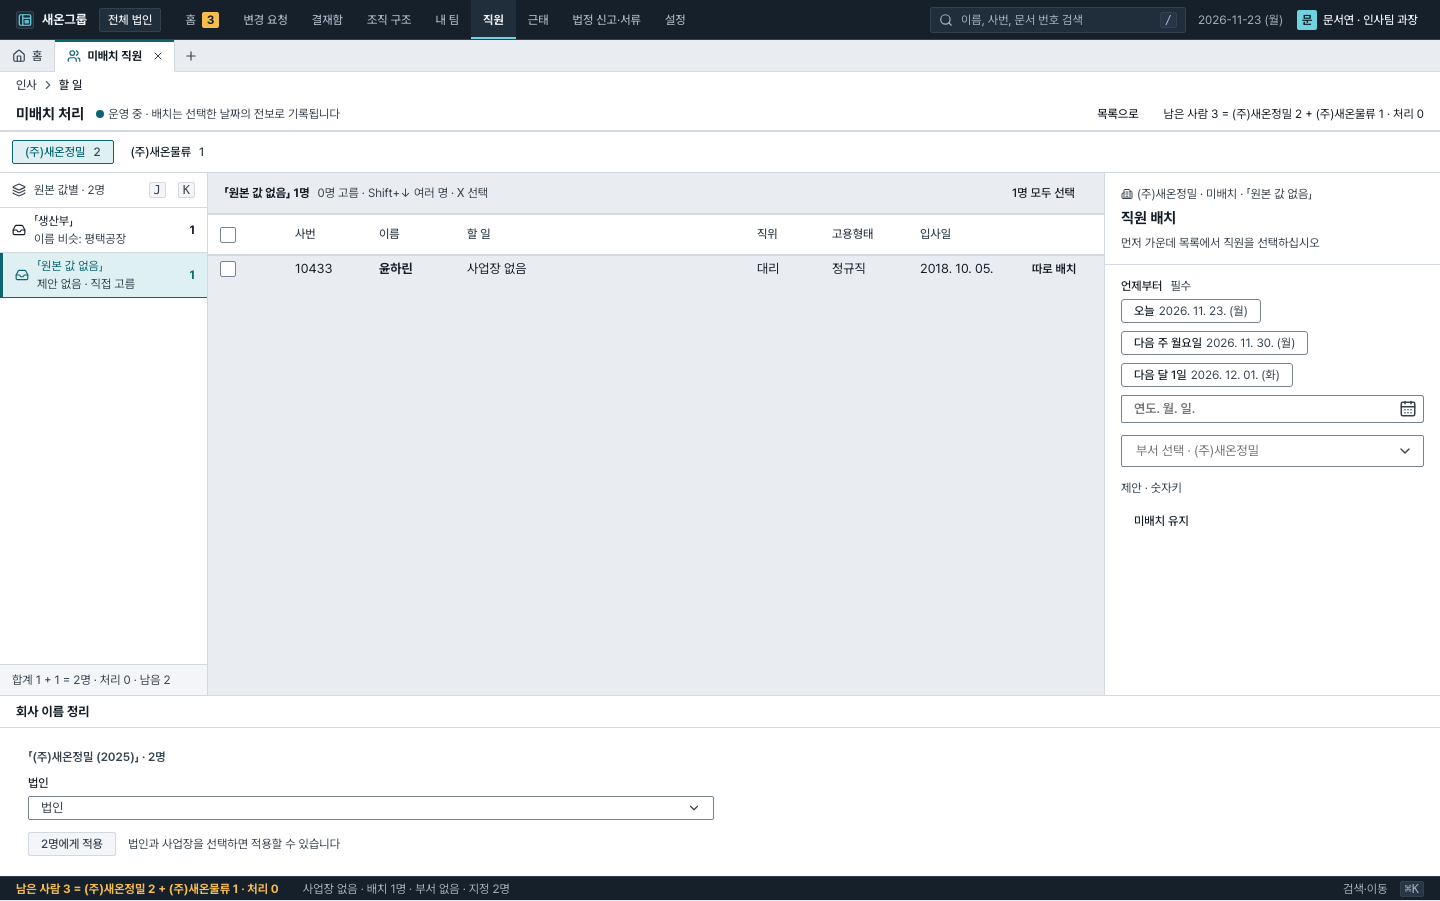 새온그룹 전체 법인 홈 3 변경 요청 결재함 조직 구조 내 팀 직원 근태 법정 신고·서류 설정 이름, 사번, 문서 번호 검색 / 2026-11-23 (월) 문 문서연 · 인사팀 과장
홈 미배치 직원
인사 할 일
미배치 처리 운영 중 · 배치는 선택한 날짜의 전보로 기록됩니다 목록으로 남은 사람 3 = (주)새온정밀 2 + (주)새온물류 1 · 처리 0
(주)새온정밀 2 (주)새온물류 1
원본 값별 · 2명 J K
「생산부」 1
이름 비슷: 평택공장
「원본 값 없음」 1
제안 없음 · 직접 고름
합계 1 + 1 = 2명 · 처리 0 · 남음 2
「원본 값 없음」 1명 0명 고름 · Shift+↓ 여러 명 · X 선택 1명 모두 선택
사번 이름 할 일 직위 고용형태 입사일
10433 윤하린 사업장 없음 대리 정규직 2018. 10. 05. 따로 배치
(주)새온정밀 · 미배치 · 「원본 값 없음」
직원 배치
먼저 가운데 목록에서 직원을 선택하십시오
언제부터 필수
오늘 2026. 11. 23. (월)
다음 주 월요일 2026. 11. 30. (월)
다음 달 1일 2026. 12. 01. (화)
연도. 월. 일.
부서 선택 · (주)새온정밀
제안 · 숫자키
미배치 유지
회사 이름 정리
「(주)새온정밀 (2025)」 · 2명
법인
법인
2명에게 적용 법인과 사업장을 선택하면 적용할 수 있습니다
남은 사람 3 = (주)새온정밀 2 + (주)새온물류 1 · 처리 0 사업장 없음 · 배치 1명 · 부서 없음 · 지정 2명 검색·이동 ⌘K